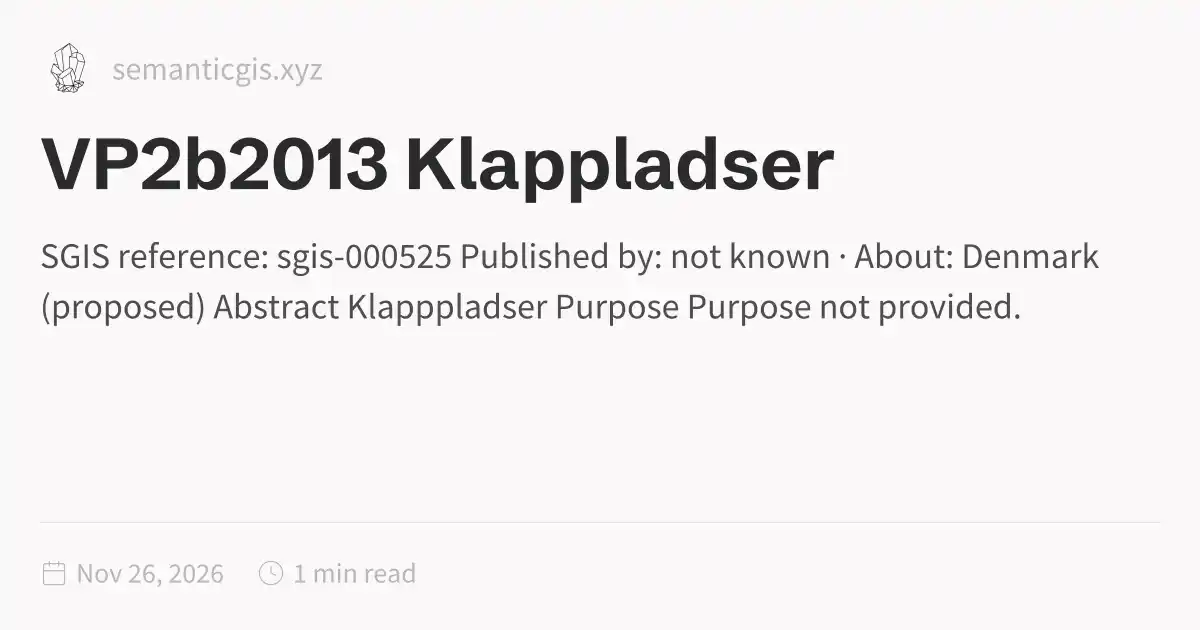 semanticgis.xyz
VP2b2013 Klappladser
SGIS reference: sgis-000525 Published by: not known · About: Denmark
(proposed) Abstract Klapppladser Purpose Purpose not provided.
Nov 26, 2026 1 min read